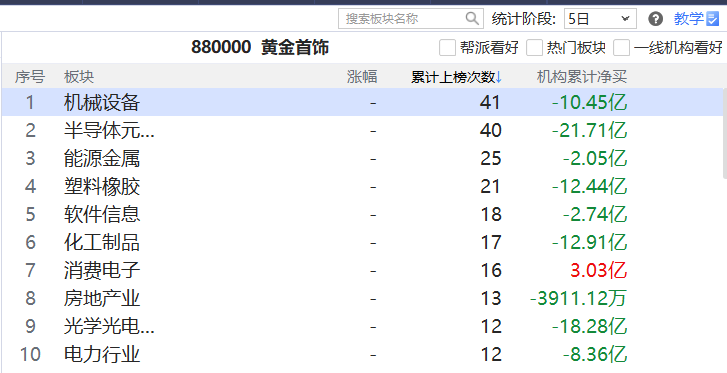 搜索板块名称 统计阶段: 5日 ? 教学
880000 黄金首饰 帮派看好 热门板块 一线机构看好
序号 板块 涨幅 累计上榜次数↓ 机构累计净买
1 机械设备 - 41 -10.45亿
2 半导体元... - 40 -21.71亿
3 能源金属 - 25 -2.05亿
4 塑料橡胶 - 21 -12.44亿
5 软件信息 - 18 -2.74亿
6 化工制品 - 17 -12.91亿
7 消费电子 - 16 3.03亿
8 房地产业 - 13 -3911.12万
9 光学光电... - 12 -18.28亿
10 电力行业 - 12 -8.36亿